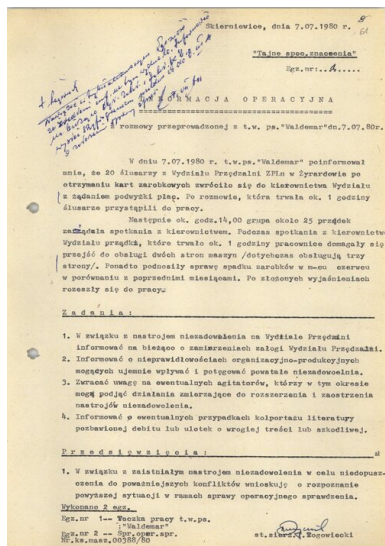 Skierniewice, dnia 7.07.1980 r.
"Tajne spec.znaczenia"
Egz.nr:
INFORMACJA OPERACYJNA
z rozmowy przeprowadzonej z t.w. ps."Waldemar"dn.7.07.80r.
W dniu 7.07.1980 t.w.ps."Waldemar" poinformował
mnie, że 20 ślusarzy z Wydziału Przędzalni ZPLn w Żyrardowie po
otrzymaniu kart zarobkowych zwróciło się do kierownictwa Wydziału
z żądaniem podwyżki płac. Po rozmowie, która trwała ok. 1 godziny
ślusarze przystąpili do pracy.
Następnie ok. godz.14,00 grupa około 25 prządek
zażądała spotkania z kierownictwem. Podczas spotkania z kierownictwem
Wydziału prządki, które trwało ok. 1 godziny pracownice domagały się
przejść do obsługi dwóch stron maszyn /dotychczas obsługują trzy
strony/. Ponadto podnosiły sprawę spadku zarobków w m-cu czerwcu
w porównaniu z poprzednimi miesiącami. Po złożonych wyjaśnieniach
rozeszły się do pracy.
Zadania:
1. W związku z nastrojem niezadowolenia na Wydziale Przędzalni
informować na bieżąco o zamierzeniach załogi Wydziału Przędzalni.
2. Informować o nieprawidłowościach organizacyjno-produkcyjnych
mogących ujemnie wpływać i potęgować powstałe niezadowolenie.
3. Zwracać uwagę na ewentualnych agitatorów, którzy w tym okresie
mogą podjąć działania zmierzające do rozszerzenia i zaostrzenia
nastrojów niezadowolenia.
4. Informować o ewentualnych przypadkach kolportażu literatury
pozbawionej debitu lub ulotek o wrogiej treści lub szkodliwej.
Przedsięwzięcia:
1. W związku z zaistniałym nastrojem niezadowolenia w celu niedopusz-
czenia do poważniejszych konfliktów wnioskuję o rozpoznanie
powyższej sytuacji w ramach sprawy operacyjnego sprawdzenia.
Wykonano 2 egz.
Egz.nr 1-- Teczka pracy t.w.ps.
"Waldemar"
Egz.nr 2 -- Spr.oper.spr.
Nr.ks.masz.00388/80
st.sierż. Zogowiecki